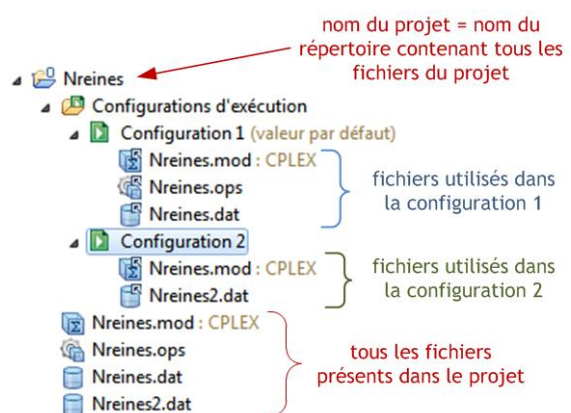 nom du projet = nom du
répertoire contenant tous les
fichiers du projet
Nreines
Configurations d'exécution
Configuration 1 (valeur par défaut)
Nreines.mod : CPLEX
Nreines.ops
Nreines.dat
fichiers utilisés dans
la configuration 1
Configuration 2
Nreines.mod : CPLEX
Nreines2.dat
fichiers utilisés dans
la configuration 2
Nreines.mod : CPLEX
Nreines.ops
Nreines.dat
Nreines2.dat
tous les fichiers
présents dans le projet